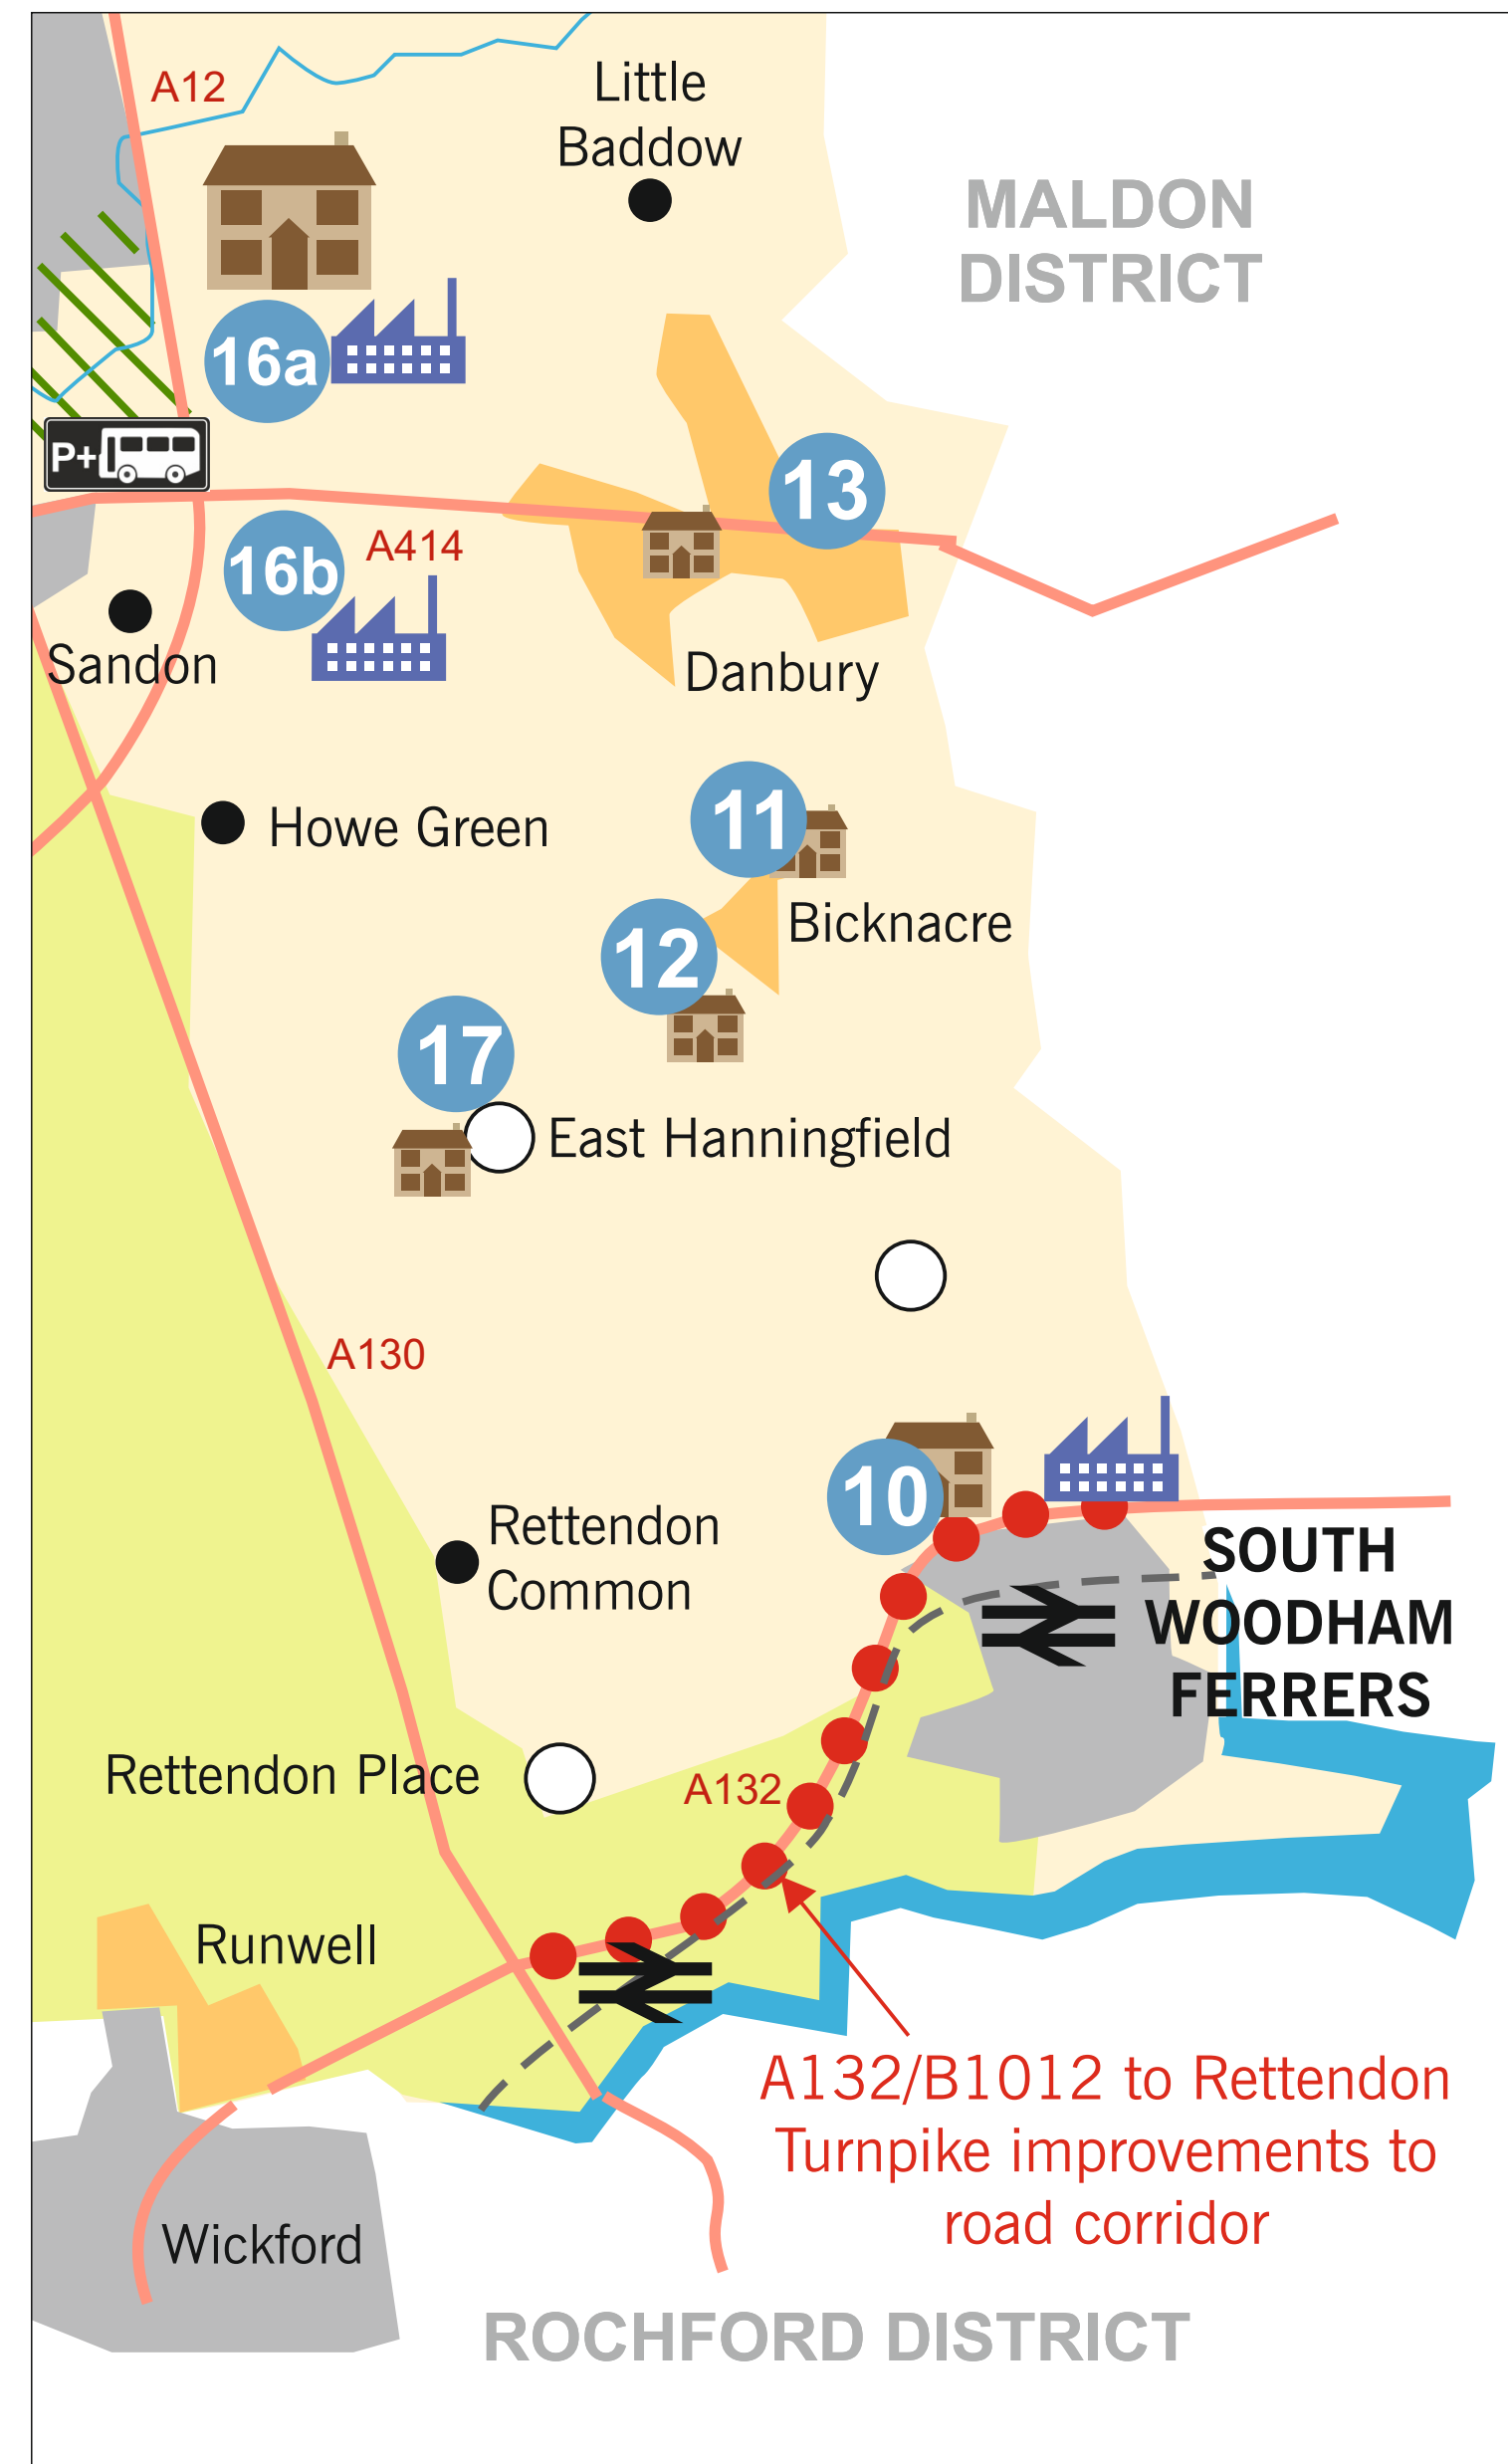 A12
Little
Baddow
MALDON
DISTRICT
16a
P+
13
16b
A414
Sandon
Danbury
11
Howe Green
Bicknacre
12
17
East Hanningfield
A130
10
Rettendon
Common
SOUTH
WOODHAM
FERRERS
Rettendon Place
A132
Runwell
A132/B1012 to Rettendon
Turnpike improvements to
road corridor
Wickford
ROCHFORD DISTRICT